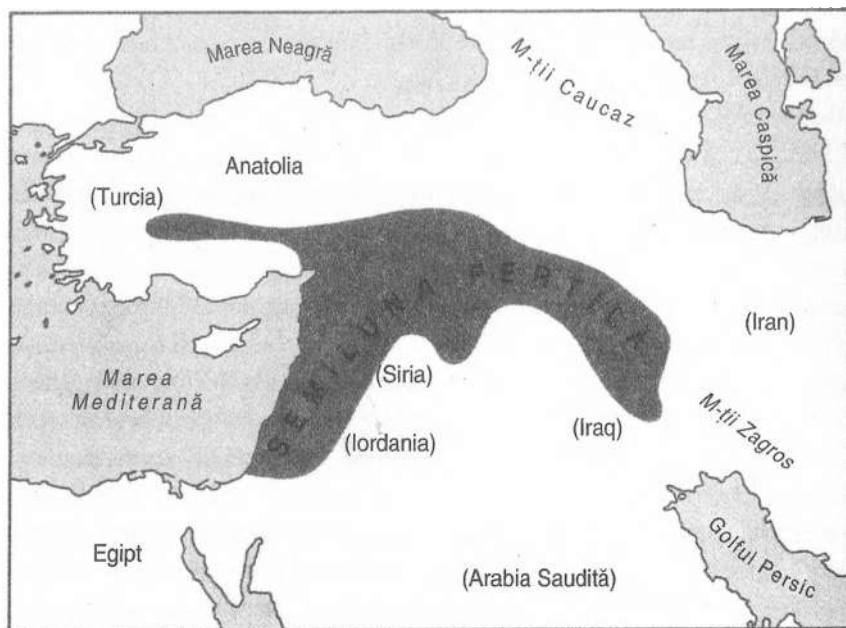 Marea Neagră
M-ții Caucaz
Marea Caspică
Anatolia
(Turcia)
SEMILUNA FERTILĂ
(Iran)
Marea
Mediterană
(Siria)
(Iordania)
(Iraq)
M-ții Zagros
Egipt
(Arabia Saudită)
Golful Persic